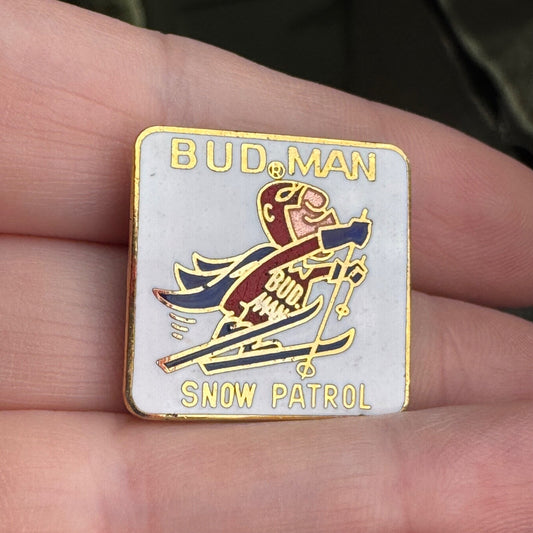 BUD®MAN
BUD.
MAN
SNOW PATROL